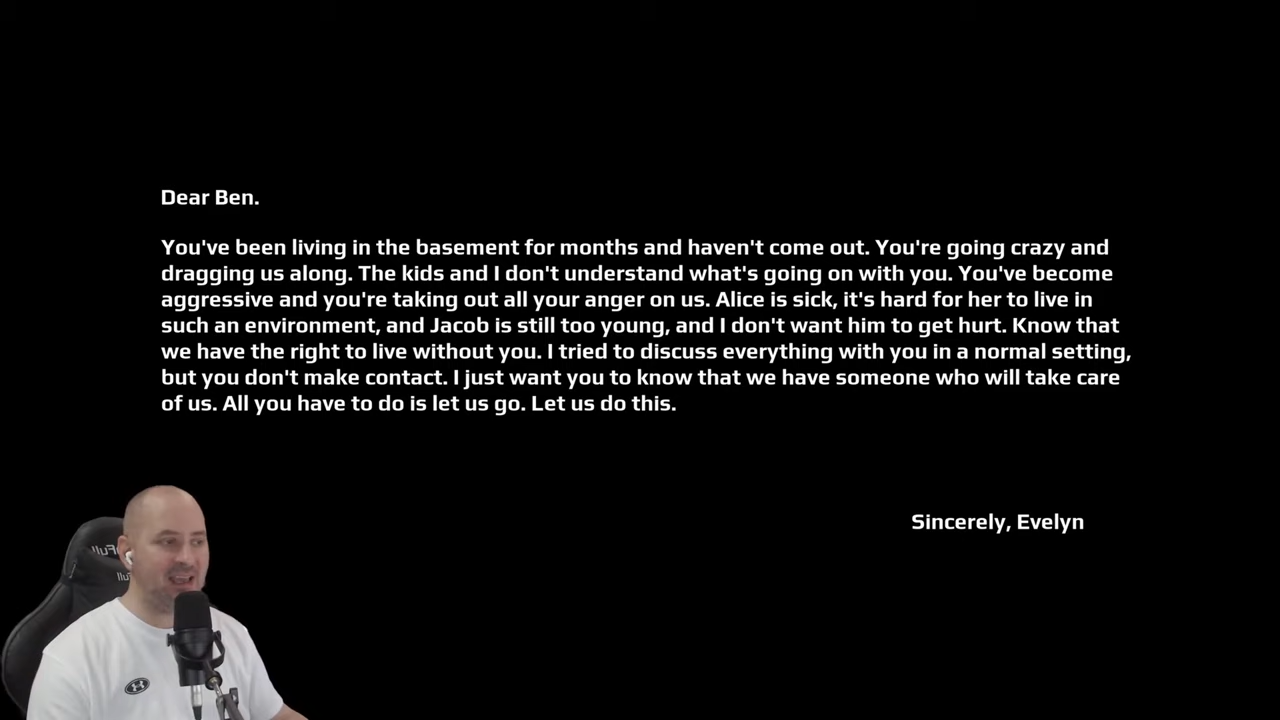 Dear Ben.
You've been living in the basement for months and haven't come out. You're going crazy and
dragging us along. The kids and I don't understand what's going on with you. You've become
aggressive and you're taking out all your anger on us. Alice is sick, it's hard for her to live in
such an environment, and Jacob is still too young, and I don't want him to get hurt. Know that
we have the right to live without you. I tried to discuss everything with you in a normal setting,
but you don't make contact. I just want you to know that we have someone who will take care
of us. All you have to do is let us go. Let us do this.
Sincerely, Evelyn